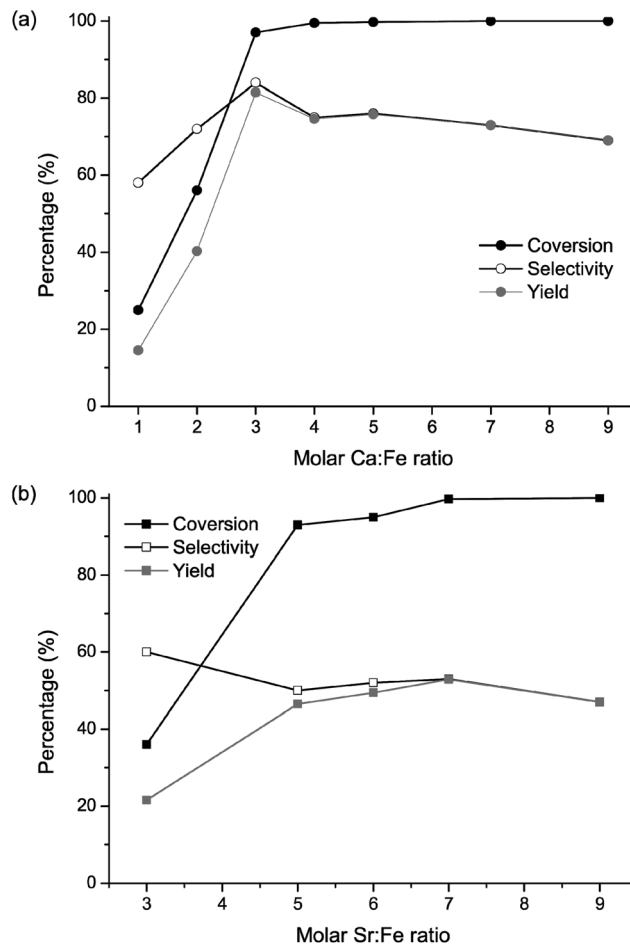 (a)
100
80
60
40
20
0
Percentage (%)
Coversion
Selectivity
Yield
1 2 3 4 5 6 7 8 9
Molar Ca:Fe ratio
(b)
100
80
60
40
20
0
Percentage (%)
Coversion
Selectivity
Yield
3 4 5 6 7 8 9
Molar Sr:Fe ratio